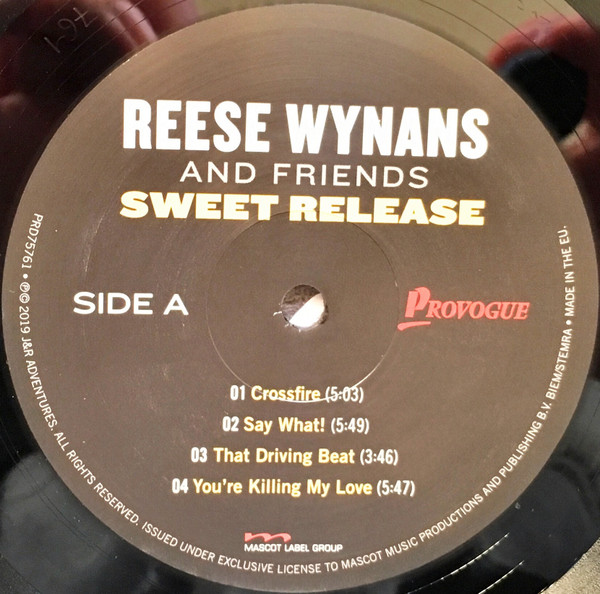 REESE WYNANS
AND FRIENDS
SWEET RELEASE
SIDE A
PROVOGUE
01 Crossfire (5:03)
02 Say What! (5:49)
03 That Driving Beat (3:46)
04 You're Killing My Love (5:47)
MASCOT LABEL GROUP
PRD75761 • ℗© 2019 J&R ADVENTURES. ALL RIGHTS RESERVED. ISSUED UNDER EXCLUSIVE LICENSE TO MASCOT MUSIC PRODUCTIONS AND PUBLISHING B.V. BIEM/STEMRA • MADE IN THE EU.